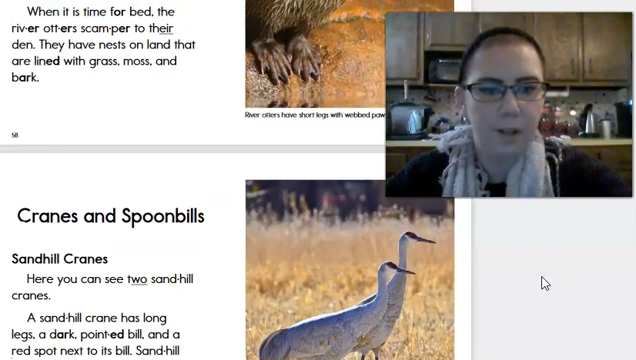 When it is time for bed, the
riv·er ott·ers scam·per to their
den. They have nests on land that
are lined with grass, moss, and
bark.
River otters have short legs with webbed paw
58
Cranes and Spoonbills
Sandhill Cranes
Here you can see two sand·hill
cranes.
A sand·hill crane has long
legs, a dark, point·ed bill, and a
red spot next to its bill. Sand·hill